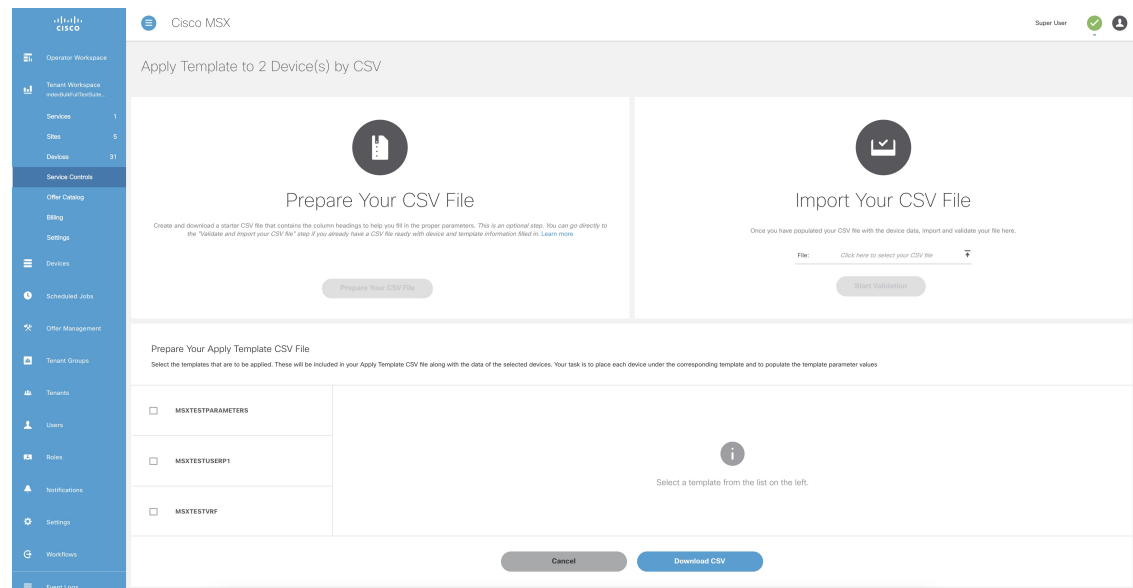 CISCO
Cisco MSX
Super User
Operator Workspace
Tenant Workspace
Services 1
Sites 5
Devices 31
Service Controls
Offer Catalog
Billing
Settings
Devices
Scheduled Jobs
Offer Management
Tenant Groups
Tenants
Users
Roles
Notifications
Settings
Workflows
Event Logs
Apply Template to 2 Device(s) by CSV
Prepare Your CSV File
Create and download a starter CSV file that contains the column headings to help you fill in the proper parameters. This is an optional step. You can go directly to
the "Validate and Import your CSV file" step if you already have a CSV file ready with device and template information filled in. Learn more
Prepare Your CSV File
Import Your CSV File
Once you have populated your CSV file with the device data, import and validate your file here.
File: Click here to select your CSV file
Start Validation
Prepare Your Apply Template CSV File
Select the templates that are to be applied. These will be included in your Apply Template CSV file along with the data of the selected devices. Your task is to place each device under the corresponding template and to populate the template parameter values
MSXTESTPARAMETERS
MSXTESTUSERP1
MSXTESTVRF
Select a template from the list on the left.
Cancel
Download CSV